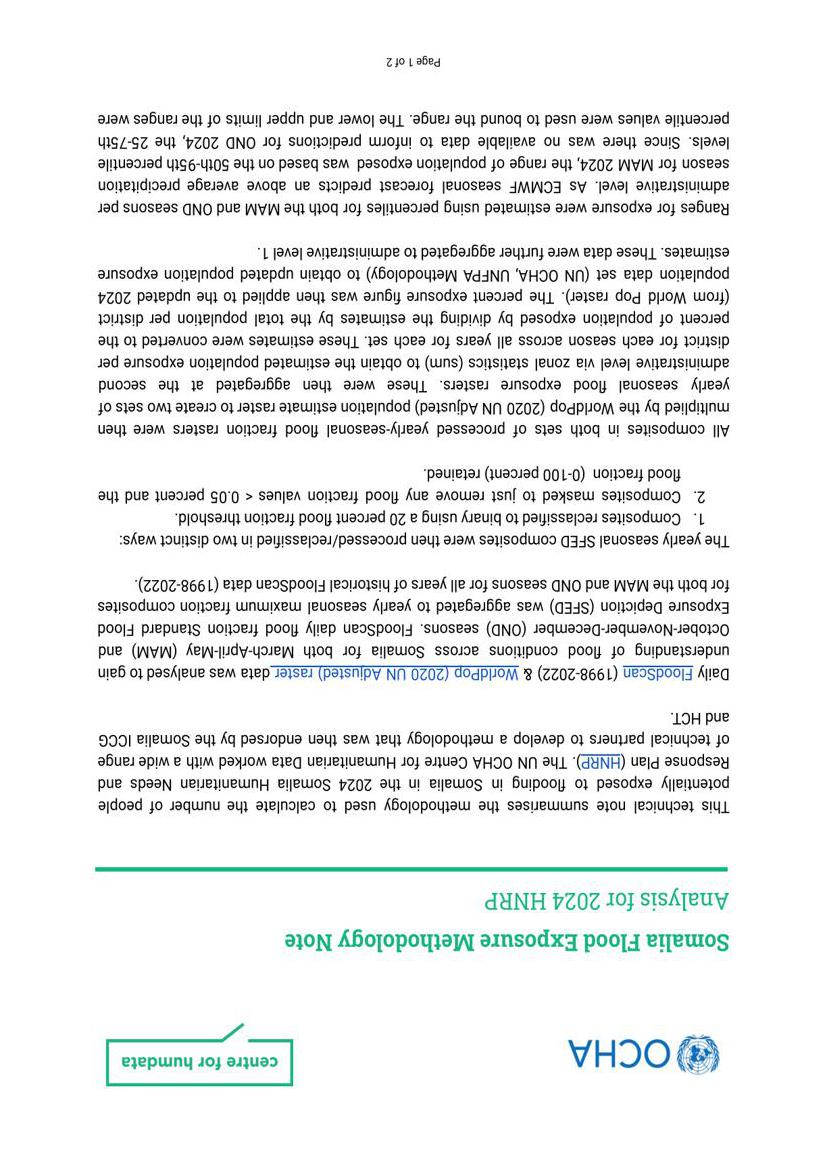 OCHA
centre for humdata
Somalia Flood Exposure Methodology Note
Analysis for 2024 HNRP
This technical note summarises the methodology used to calculate the number of people
potentially exposed to flooding in Somalia in the 2024 Somalia Humanitarian Needs and
Response Plan (HNRP). The UN OCHA Centre for Humanitarian Data worked with a wide range
of technical partners to develop a methodology that was then endorsed by the Somalia ICCG
and HCT.
Daily FloodScan (1998-2022) & WorldPop (2020 UN Adjusted) raster data was analysed to gain
understanding of flood conditions across Somalia for both March-April-May (MAM) and
October-November-December (OND) seasons. FloodScan daily flood fraction Standard Flood
Exposure Depiction (SFED) was aggregated to yearly seasonal maximum fraction composites
for both the MAM and OND seasons for all years of historical FloodScan data (1998-2022).
The yearly seasonal SFED composites were then processed/reclassified in two distinct ways:
1. Composites reclassified to binary using a 20 percent flood fraction threshold.
2. Composites masked to just remove any flood fraction values < 0.05 percent and the
flood fraction (0-100 percent) retained.
All composites in both sets of processed yearly-seasonal flood fraction rasters were then
multiplied by the WorldPop (2020 UN Adjusted) population estimate raster to create two sets of
yearly seasonal flood exposure rasters. These were then aggregated at the second
administrative level via zonal statistics (sum) to obtain the estimated population exposure per
district for each season across all years for each set. These estimates were converted to the
percent of population exposed by dividing the estimates by the total population per district
(from World Pop raster). The percent exposure figure was then applied to the updated 2024
population data set (UN OCHA, UNFPA Methodology) to obtain updated population exposure
estimates. These data were further aggregated to administrative level 1.
Ranges for exposure were estimated using percentiles for both the MAM and OND seasons per
administrative level. As ECMWF seasonal forecast predicts an above average precipitation
season for MAM 2024, the range of population exposed was based on the 50th-95th percentile
levels. Since there was no available data to inform predictions for OND 2024, the 25-75th
percentile values were used to bound the range. The lower and upper limits of the ranges were
Page 1 of 2